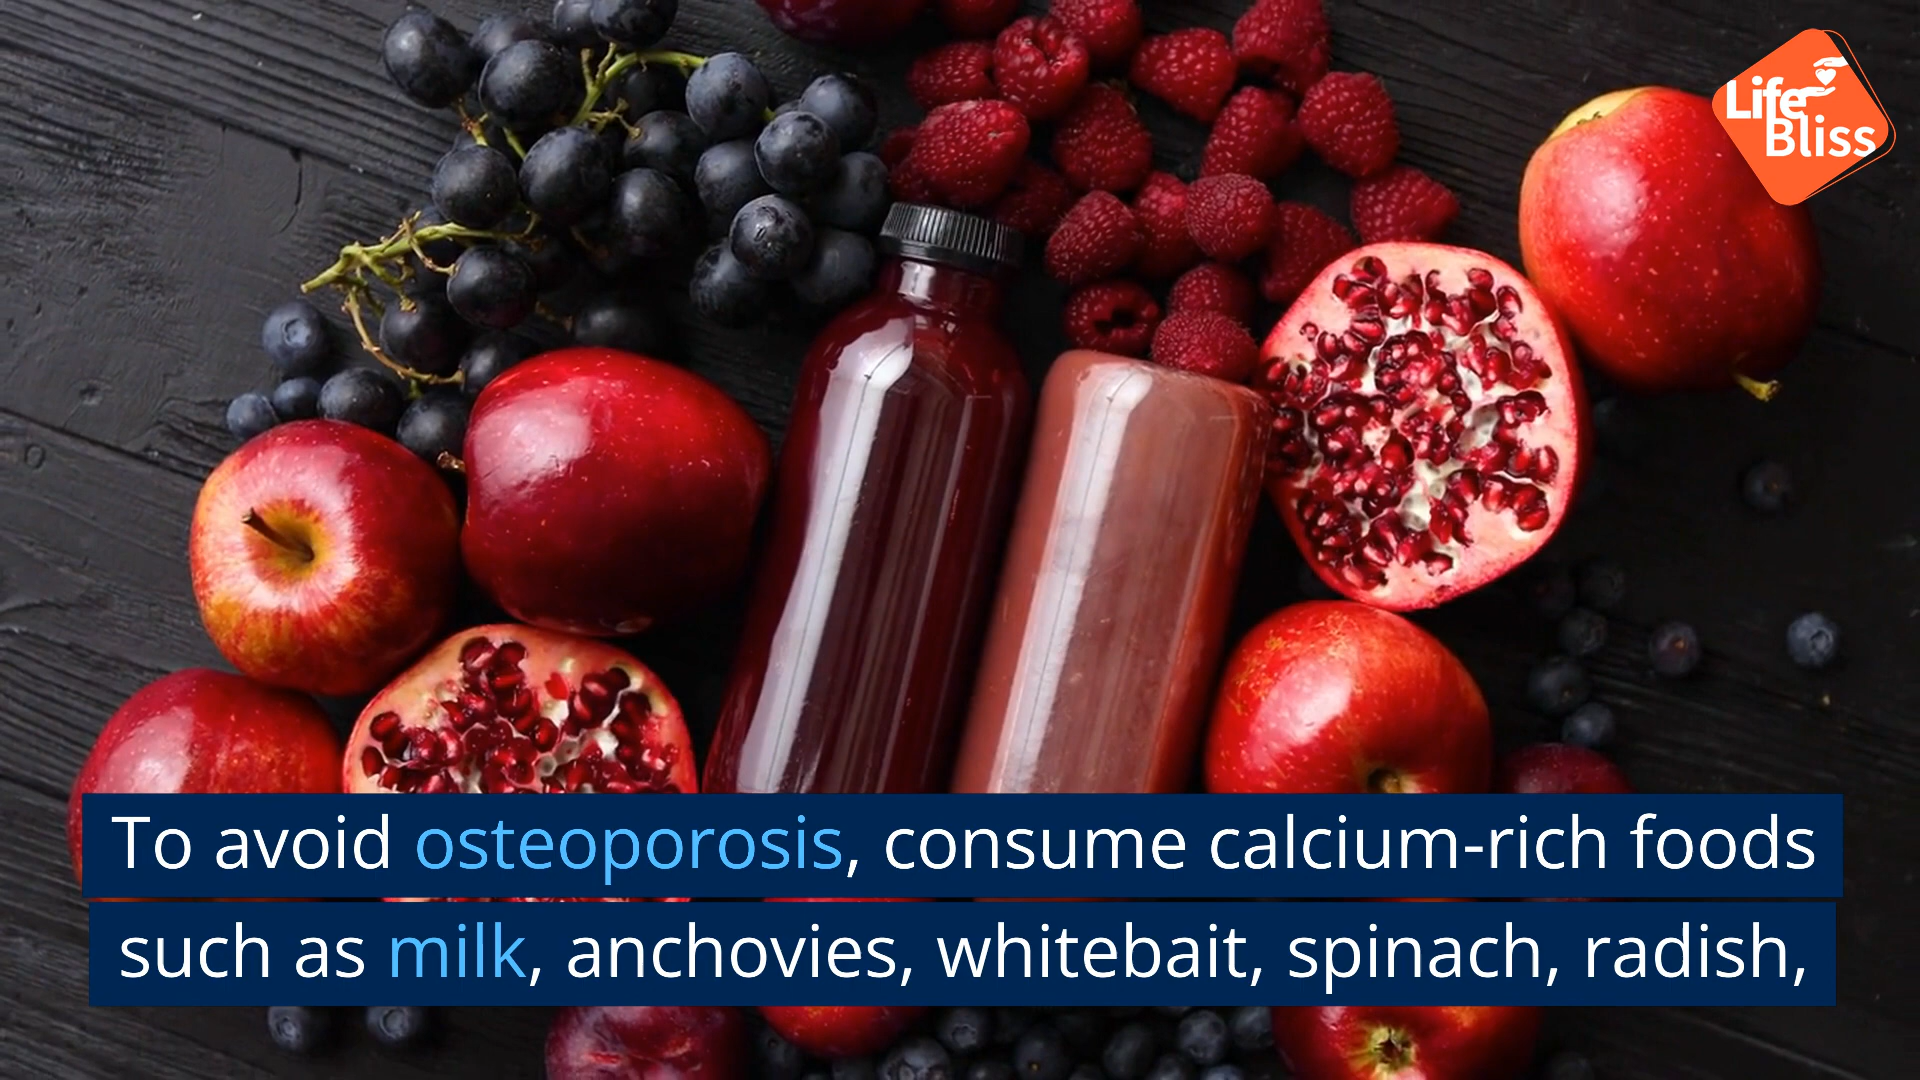 Life
Bliss
To avoid osteoporosis, consume calcium-rich foods
such as milk, anchovies, whitebait, spinach, radish,